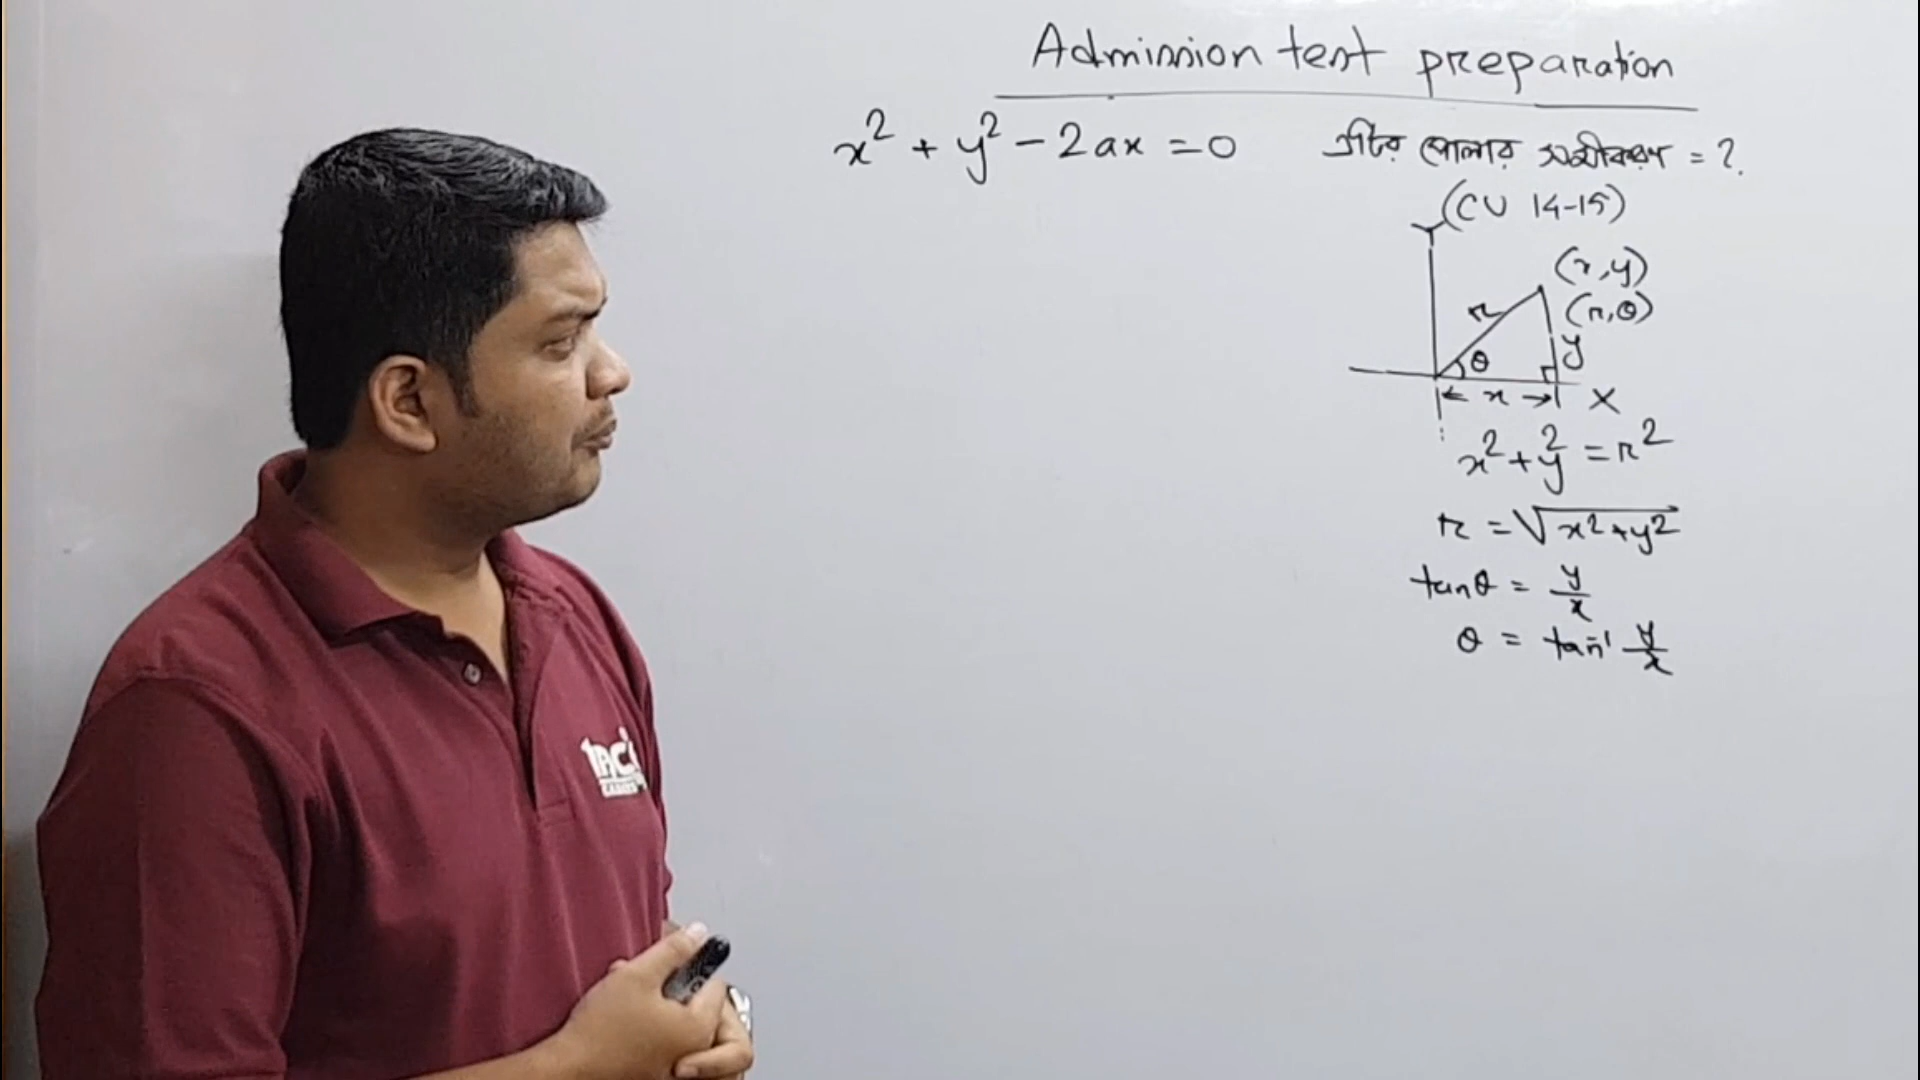 Admission test preparation
x² + y² - 2ax = 0 এটির পোলার সমীকরণ = ?
(CU 14-15)
Y
(x, y)
(r, θ)
r
y
θ
x
X
x² + y² = r²
r = √x² + y²
tanθ = y/x
θ = tan⁻¹ y/x